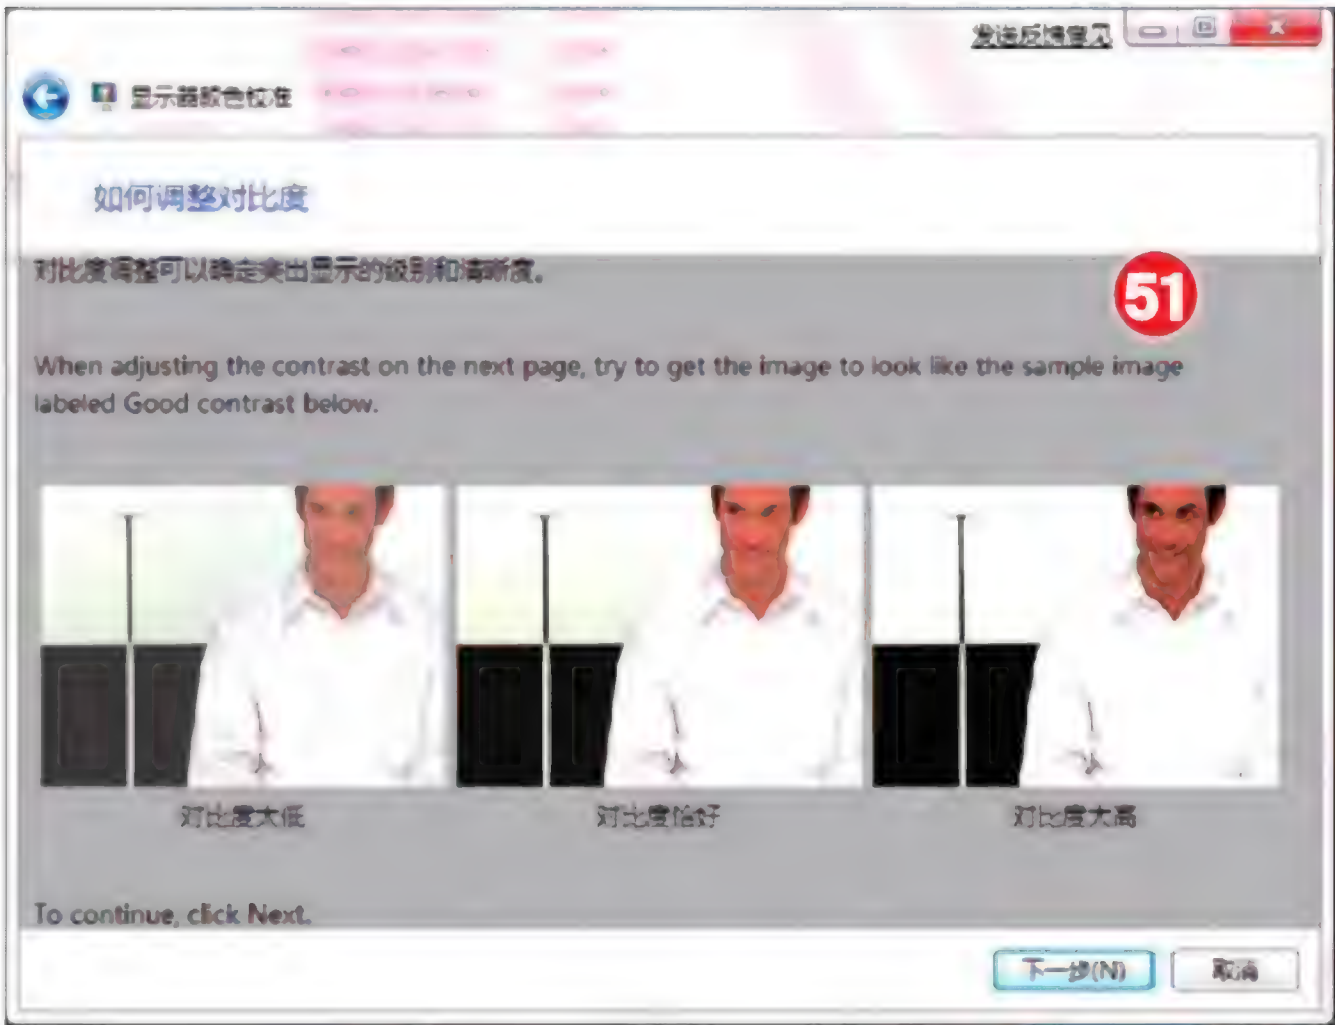 发送反馈意见
显示器颜色校准
如何调整对比度
对比度调整可以确定突出显示的级别和清晰度。
51
When adjusting the contrast on the next page, try to get the image to look like the sample image
labeled Good contrast below.
对比度太低
对比度恰好
对比度太高
To continue, click Next.
下一步(N)
取消